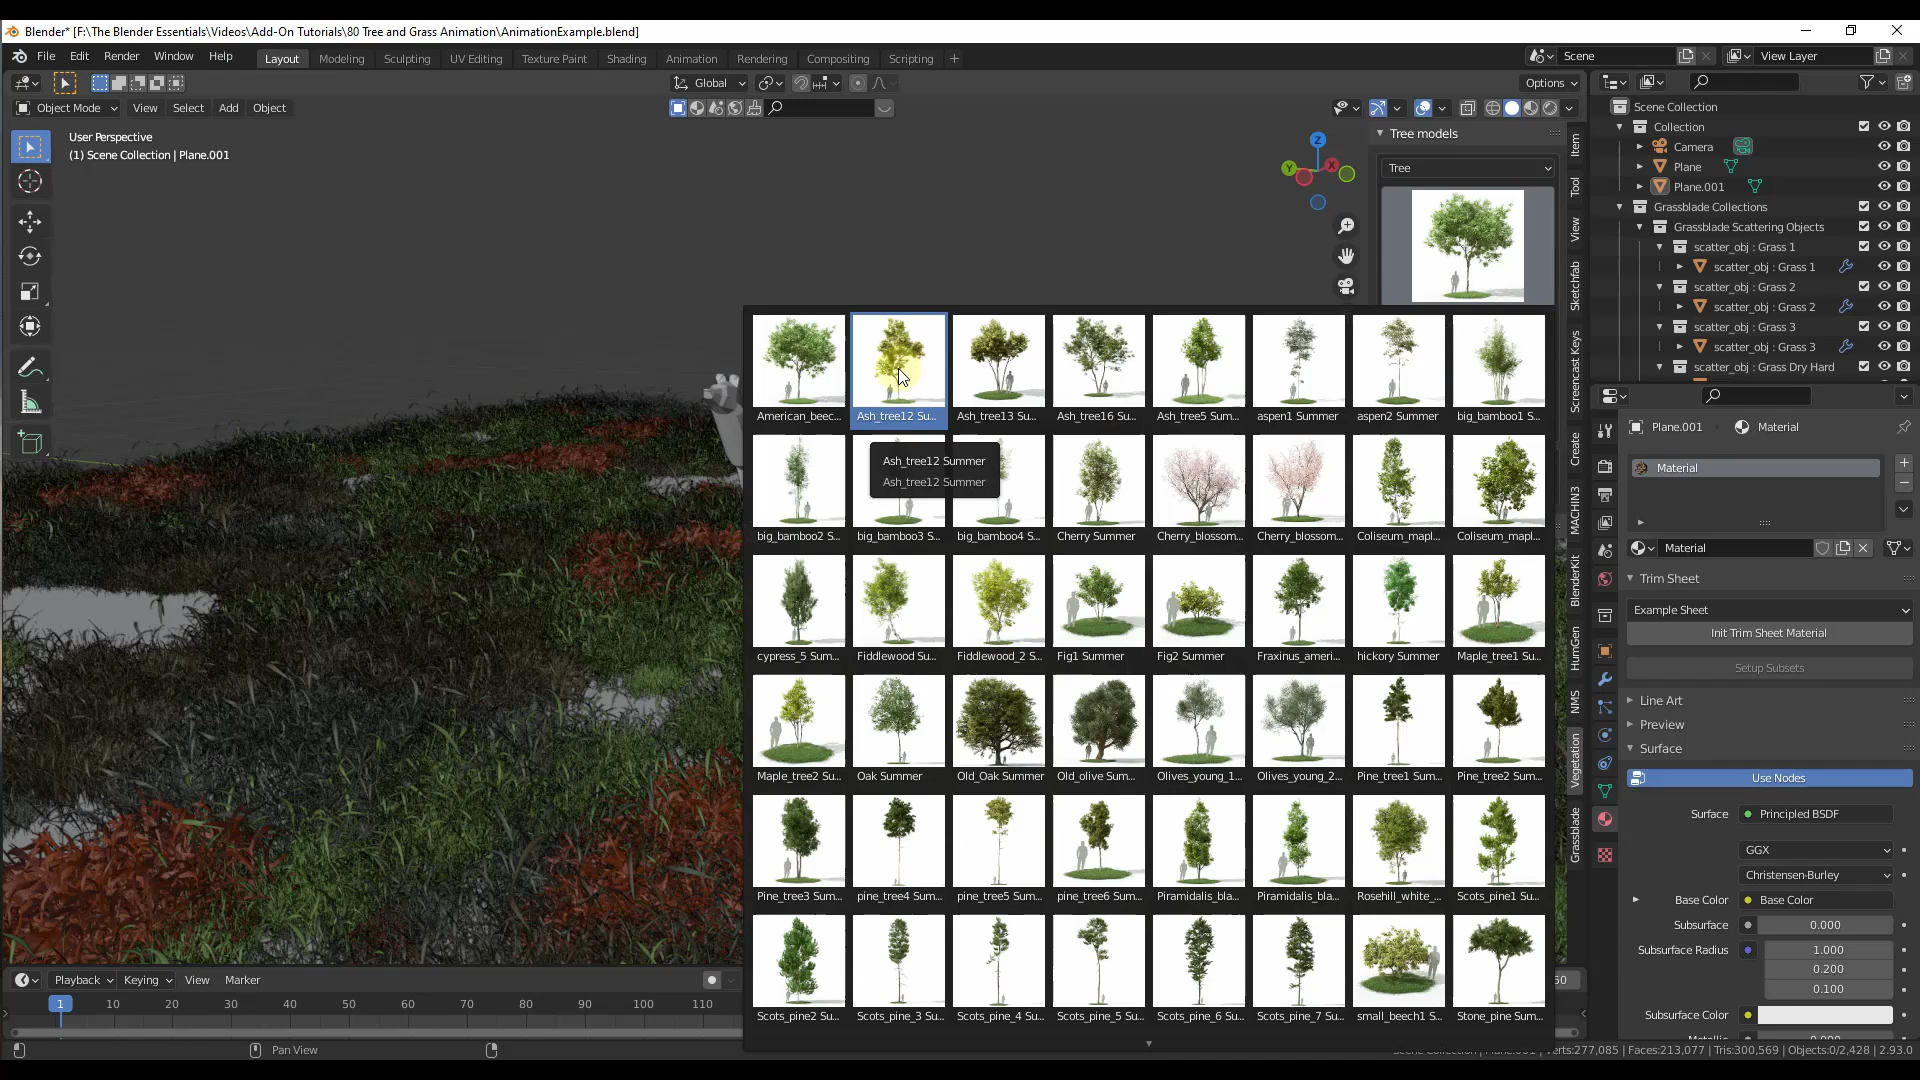 Blender* [F:\The Blender Essentials\Videos\Add-On Tutorials\80 Tree and Grass Animation\AnimationExample.blend]
File Edit Render Window Help Layout Modeling Sculpting UV Editing Texture Paint Shading Animation Rendering Compositing Scripting + Scene View Layer
Global Options
Object Mode View Select Add Object
User Perspective
(1) Scene Collection | Plane.001
Z
Y
X
Tree models
Tree
Item
Tool
View
Sketchfab
Screencast Keys
Create
MACHIN3
BlenderKit
HumGen
NMS
Vegetation
Grassblade
American_beec... Ash_tree12 Su... Ash_tree13 Su... Ash_tree16 Su... Ash_tree5 Sum... aspen1 Summer aspen2 Summer big_bamboo1 S...
Ash_tree12 Summer
Ash_tree12 Summer
big_bamboo2 S... big_bamboo3 S... big_bamboo4 S... Cherry Summer Cherry_blossom... Cherry_blossom... Coliseum_mapl... Coliseum_mapl...
cypress_5 Sum... Fiddlewood Su... Fiddlewood_2 S... Fig1 Summer Fig2 Summer Fraxinus_ameri... hickory Summer Maple_tree1 Su...
Maple_tree2 Su... Oak Summer Old_Oak Summer Old_olive Sum... Olives_young_1... Olives_young_2... Pine_tree1 Sum... Pine_tree2 Sum...
Pine_tree3 Sum... pine_tree4 Sum... pine_tree5 Sum... pine_tree6 Sum... Piramidalis_bla... Piramidalis_bla... Rosehill_white_... Scots_pine1 Su...
Scots_pine2 Sum... Scots_pine_3 Su... Scots_pine_4 Su... Scots_pine_5 Su... Scots_pine_6 Su... Scots_pine_7 Su... small_beech1 S... Stone_pine Sum...
Scene Collection
Collection
Camera
Plane
Plane.001
Grassblade Collections
Grassblade Scattering Objects
scatter_obj : Grass 1
scatter_obj : Grass 1
scatter_obj : Grass 2
scatter_obj : Grass 2
scatter_obj : Grass 3
scatter_obj : Grass 3
scatter_obj : Grass Dry Hard
Plane.001 Material
Material
Material
Trim Sheet
Example Sheet
Init Trim Sheet Material
Setup Subsets
Line Art
Preview
Surface
Use Nodes
Surface Principled BSDF
GGX
Christensen-Burley
Base Color Base Color
Subsurface 0.000
Subsurface Radius 1.000
0.200
0.100
Subsurface Color
Playback Keying View Marker
1 10 20 30 40 50 60 70 80 90 100 110
Pan View
Verts:277,085 | Faces:213,077 | Tris:300,569 | Objects:0/2,428 | 2.93.0